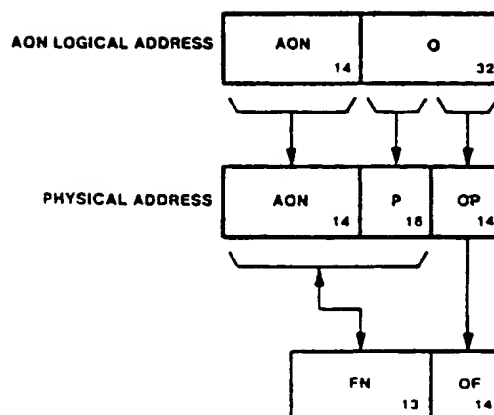 AON LOGICAL ADDRESS
AON O
14 32
PHYSICAL ADDRESS
AON P OP
14 18 14
FN OF
13 14